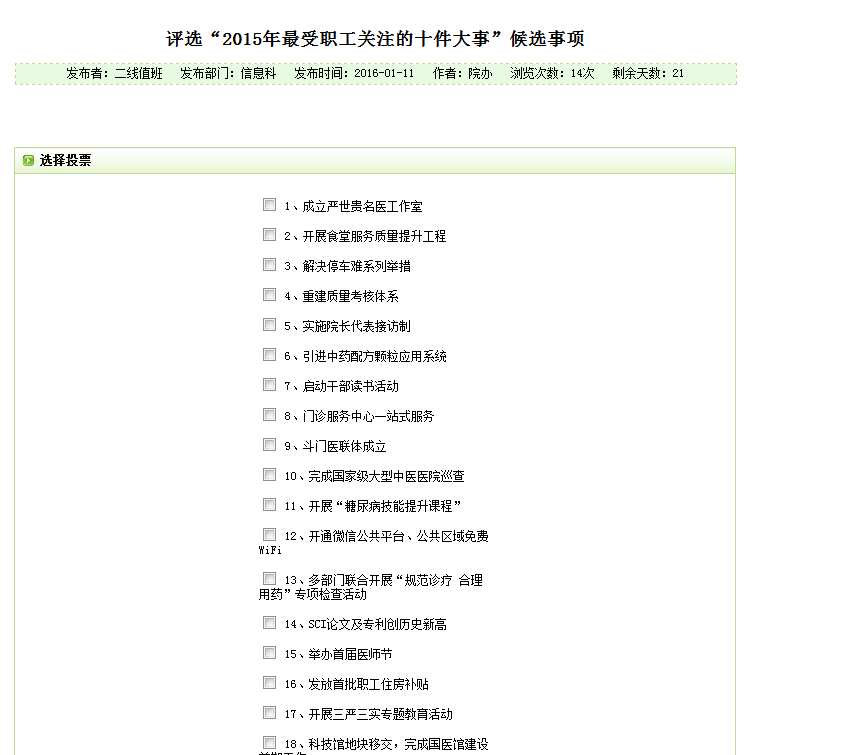 评选“2015年最受职工关注的十件大事”候选事项
发布者：二线值班 发布部门：信息科 发布时间：2016-01-11 作者：院办 浏览次数：14次 剩余天数：21
选择投票
1、成立严世贵名医工作室
2、开展食堂服务质量提升工程
3、解决停车难系列举措
4、重建质量考核体系
5、实施院长代表接访制
6、引进中药配方颗粒应用系统
7、启动干部读书活动
8、门诊服务中心一站式服务
9、斗门医联体成立
10、完成国家级大型中医医院巡查
11、开展“糖尿病技能提升课程”
12、开通微信公共平台、公共区域免费
WiFi
13、多部门联合开展“规范诊疗 合理
用药”专项检查活动
14、SCI论文及专利创历史新高
15、举办首届医师节
16、发放首批职工住房补贴
17、开展三严三实专题教育活动
18、科技馆地块移交，完成国医馆建设